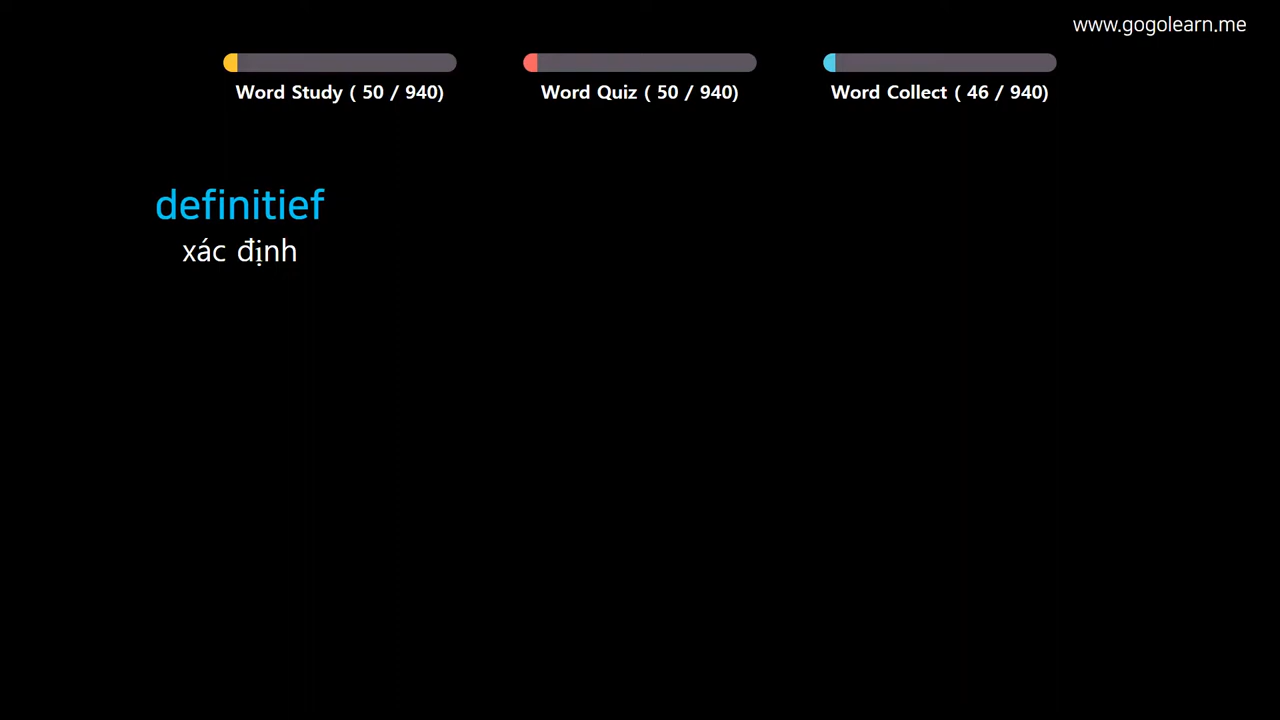 www.gogolearn.me
Word Study ( 50 / 940)
Word Quiz ( 50 / 940)
Word Collect ( 46 / 940)
definitief
xác định